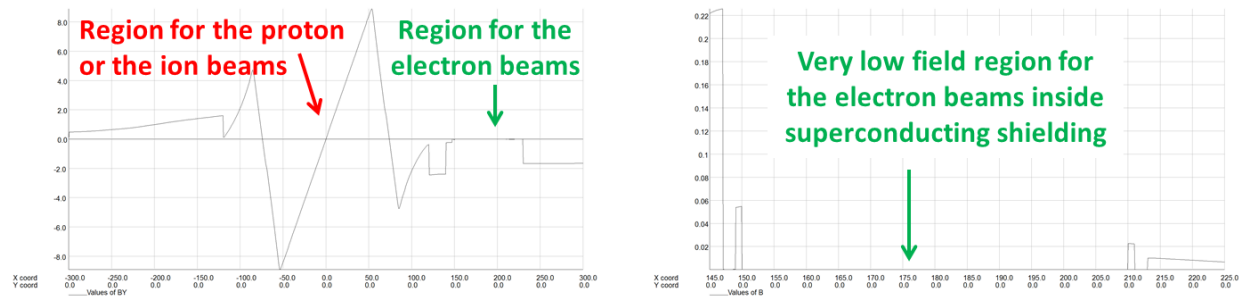 Region for the proton
or the ion beams
Region for the
electron beams
8.0
6.0
4.0
2.0
0.0
-2.0
-4.0
-6.0
-8.0
X coord -300.0 -250.0 -200.0 -150.0 -100.0 -50.0 0.0 50.0 100.0 150.0 200.0 250.0 300.0
Y coord 0.0 0.0 0.0 0.0 0.0 0.0 0.0 0.0 0.0 0.0 0.0 0.0 0.0
Values of BY
Very low field region for
the electron beams inside
superconducting shielding
0.22
0.2
0.18
0.16
0.14
0.12
0.1
0.08
0.06
0.04
0.02
X coord 145.0 150.0 155.0 160.0 165.0 170.0 175.0 180.0 185.0 190.0 195.0 200.0 205.0 210.0 215.0 220.0 225.0
Y coord 0.0 0.0 0.0 0.0 0.0 0.0 0.0 0.0 0.0 0.0 0.0 0.0 0.0 0.0 0.0 0.0 0.0
Values of B